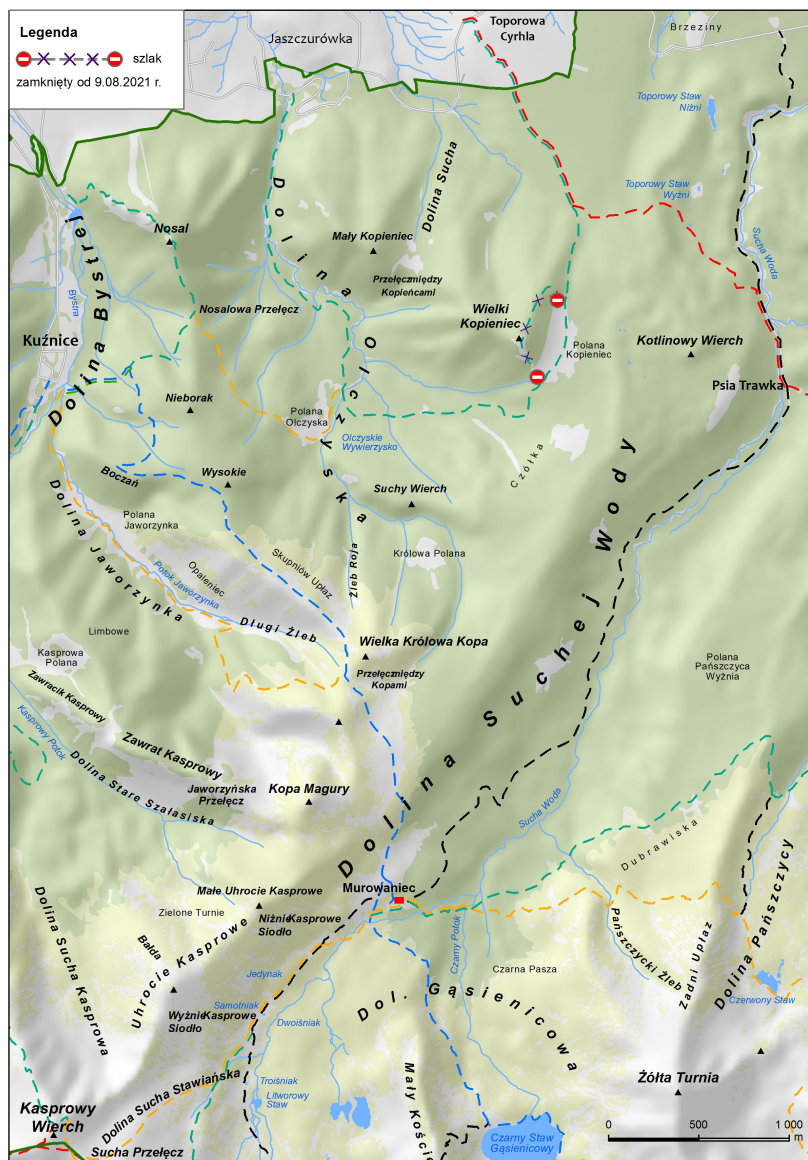 Legenda
szlak
zamknięty od 9.08.2021 r.
Jaszczurówka
Toporowa
Cyrhla
Brzeziny
Toporowy Staw
Niżni
Dolina Sucha
Dolina
Olczyska
Toporowy Staw
Wyżni
Nosal
Mały Kopieniec
Sucha Woda
Dolina Bystrej
Przełęcz między
Kopieńcami
Bystra
Nosalowa Przełęcz
Wielki
Kopieniec
Kuźnice
Polana
Kopieniec
Kotlinowy Wierch
Psia Trawka
Nieborak
Polana
Olczyska
Olczyskie
Wywierzysko
Czółka
Boczań
Wysokie
Suchy Wierch
Dolina Suchej Wody
Polana
Jaworzynka
Dolina Jaworzynka
Skupniów Upłaz
Żleb Roja
Królowa Polana
Opaleniec
Potok Jaworzynka
Długi Żleb
Limbowe
Wielka Królowa Kopa
Kasprowa
Polana
Przełęcz między
Kopami
Polana
Pańszczyca
Wyżnia
Zawracik Kasprowy
Kasprowy Potok
Zawrat Kasprowy
Dolina Stare Szałasiska
Jaworzyńska
Przełęcz
Kopa Magury
Sucha Woda
Dubrawiska
Murowaniec
Małe Uhrocie Kasprowe
Dolina Sucha Kasprowa
Zielone Turnie
Niżnie Kasprowe
Siodło
Pańszczycki Żleb
Zadni Upłaz
Dolina Pańszczycy
Bałda
Uhrocie Kasprowe
Czarny Potok
Czarna Pasza
Jedynak
Dol. Gąsienicowa
Czerwony Staw
Samotniak
Wyżnie Kasprowe
Siodło
Dwoiśniak
Troiśniak
Litworowy
Staw
Mały Kości
Żółta Turnia
Dolina Sucha Stawiańska
Kasprowy
Wierch
Sucha Przełęcz
Czarny Staw
Gąsienicowy
0 500 1 000
m